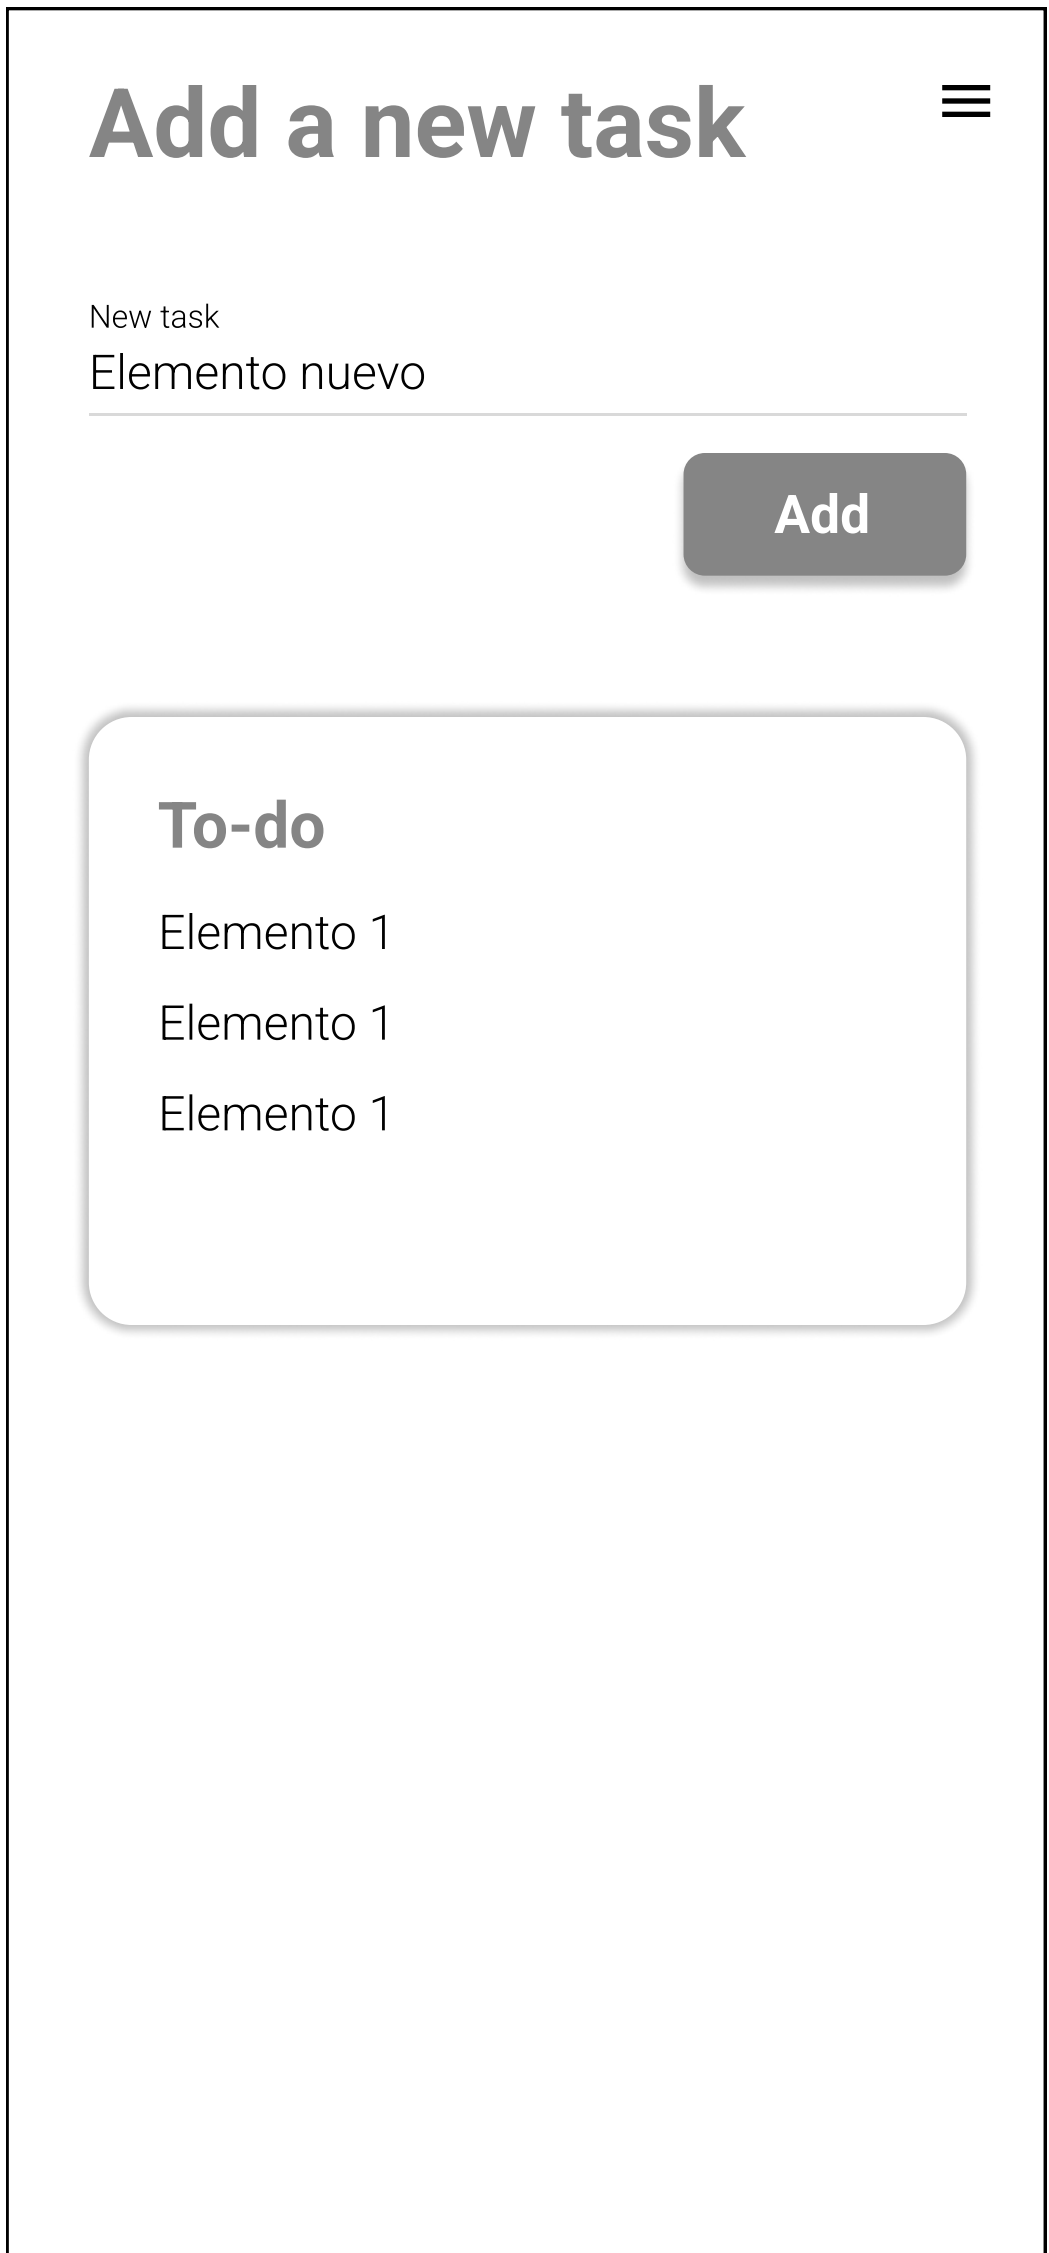 Add a new task
New task
Elemento nuevo
Add
To-do
Elemento 1
Elemento 1
Elemento 1